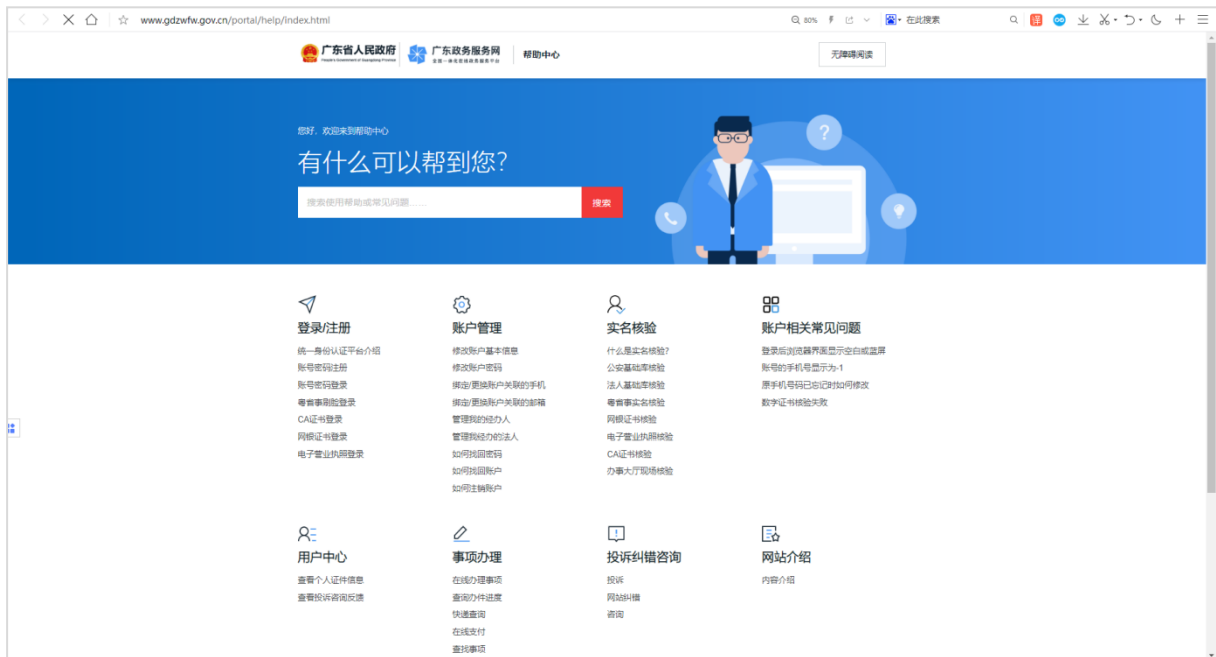 www.gdzwfw.gov.cn/portal/help/index.html
80%
在此搜索
译
广东省人民政府
People's Government of Guangdong Province
广东政务服务网
全国一体化在线政务服务平台
帮助中心
无障碍阅读
您好，欢迎来到帮助中心
有什么可以帮到您?
搜索使用帮助或常见问题......
搜索
?
登录/注册
统一身份认证平台介绍
账号密码注册
账号密码登录
粤省事刷脸登录
CA证书登录
网银证书登录
电子营业执照登录
账户管理
修改账户基本信息
修改账户密码
绑定/更换账户关联的手机
绑定/更换账户关联的邮箱
管理我的经办人
管理我经办的法人
如何找回密码
如何找回账户
如何注销账户
实名核验
什么是实名核验?
公安基础库核验
法人基础库核验
粤省事实名核验
网银证书核验
电子营业执照核验
CA证书核验
办事大厅现场核验
账户相关常见问题
登录后浏览器界面显示空白或蓝屏
账号的手机号显示为-1
原手机号码已忘记时如何修改
数字证书核验失败
用户中心
查看个人证件信息
查看投诉咨询反馈
事项办理
在线办理事项
查询办件进度
快递查询
在线支付
查找事项
投诉纠错咨询
投诉
网站纠错
咨询
网站介绍
内容介绍